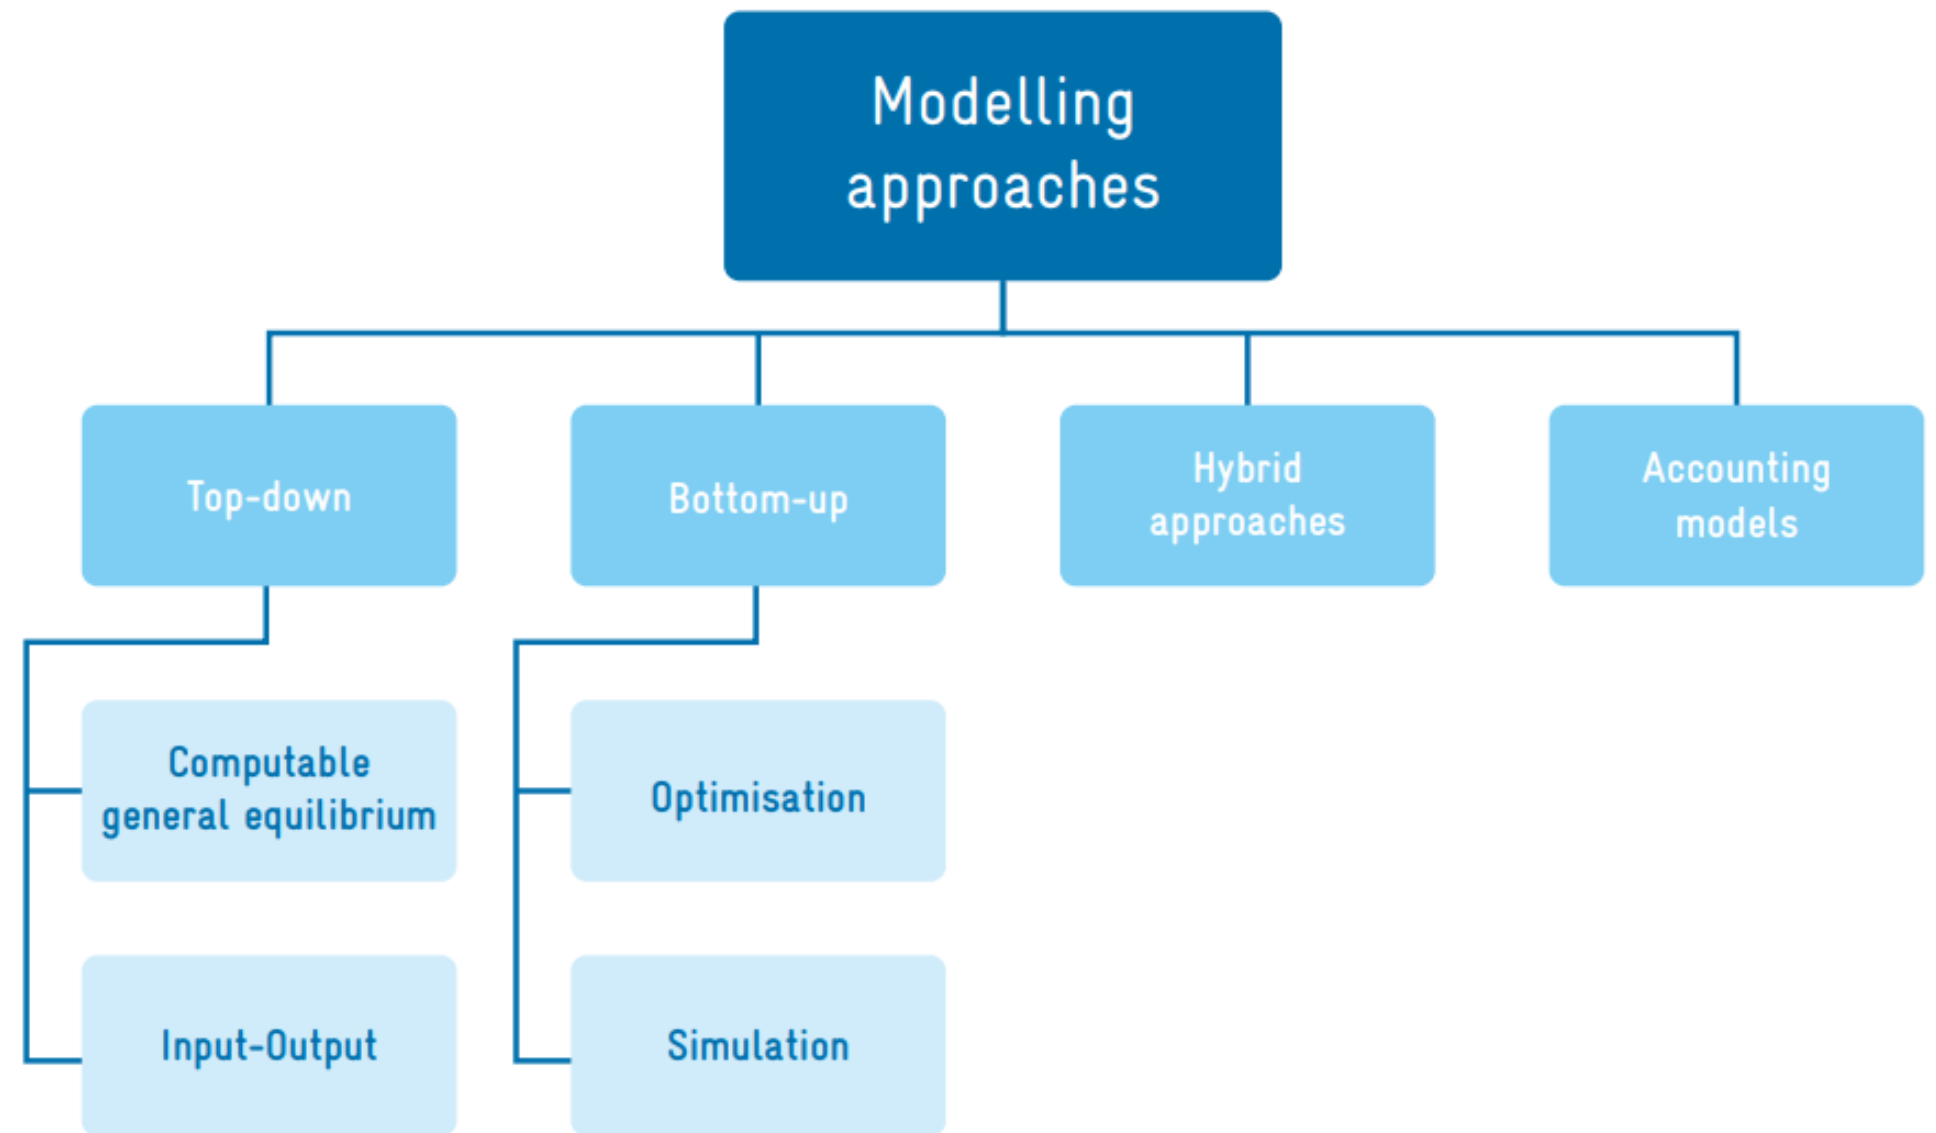 Modelling
approaches
Top-down
Bottom-up
Hybrid
approaches
Accounting
models
Computable
general equilibrium
Optimisation
Input-Output
Simulation